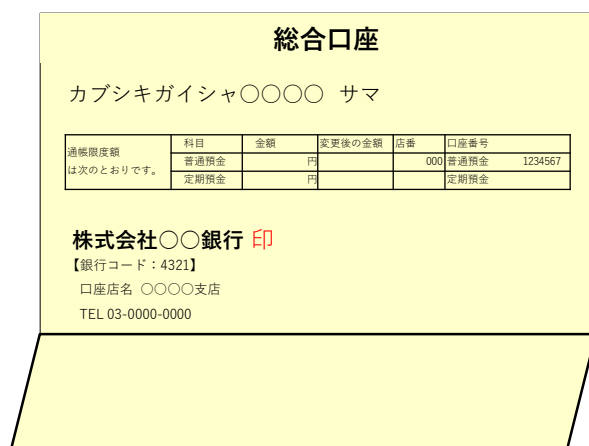 総合口座
カブシキガイシャ○○○○ サマ
通帳限度額
は次のとおりです。
科目 金額 変更後の金額 店番 口座番号
普通預金 円 000 普通預金 1234567
定期預金 円 定期預金
株式会社○○銀行 印
【銀行コード：4321】
口座店名 ○○○○支店
TEL 03-0000-0000